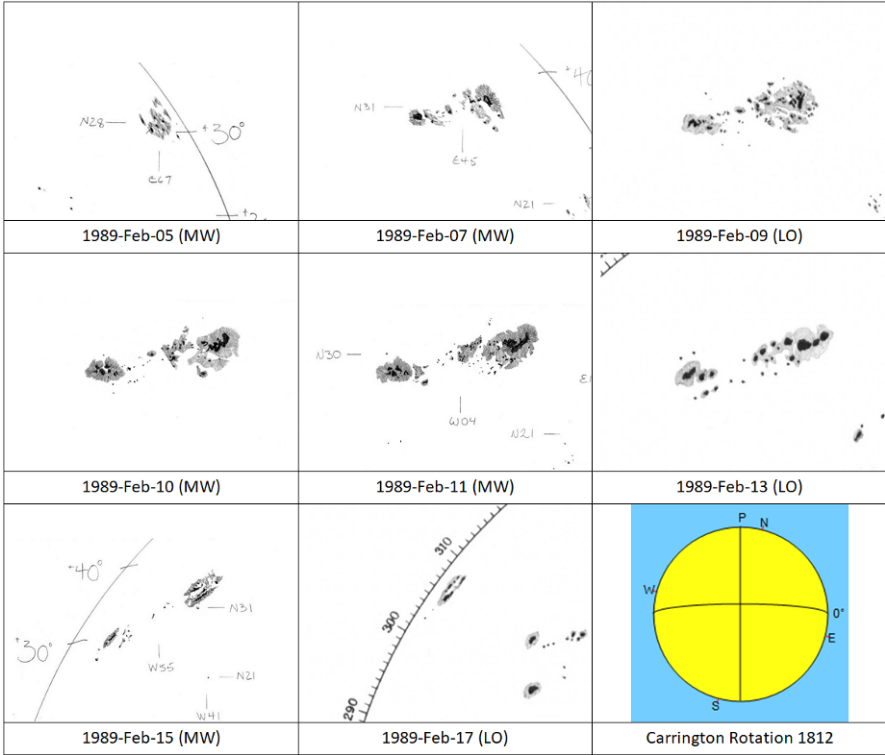 N28
+30°
E67
+2
1989-Feb-05 (MW)
+40
N31
E45
N21
1989-Feb-07 (MW)
1989-Feb-09 (LO)
1989-Feb-10 (MW)
N30
W04
N21
1989-Feb-11 (MW)
1989-Feb-13 (LO)
+40°
N31
+30°
W55
N21
W41
1989-Feb-15 (MW)
310
300
290
1989-Feb-17 (LO)
P
N
W
0°
E
S
Carrington Rotation 1812